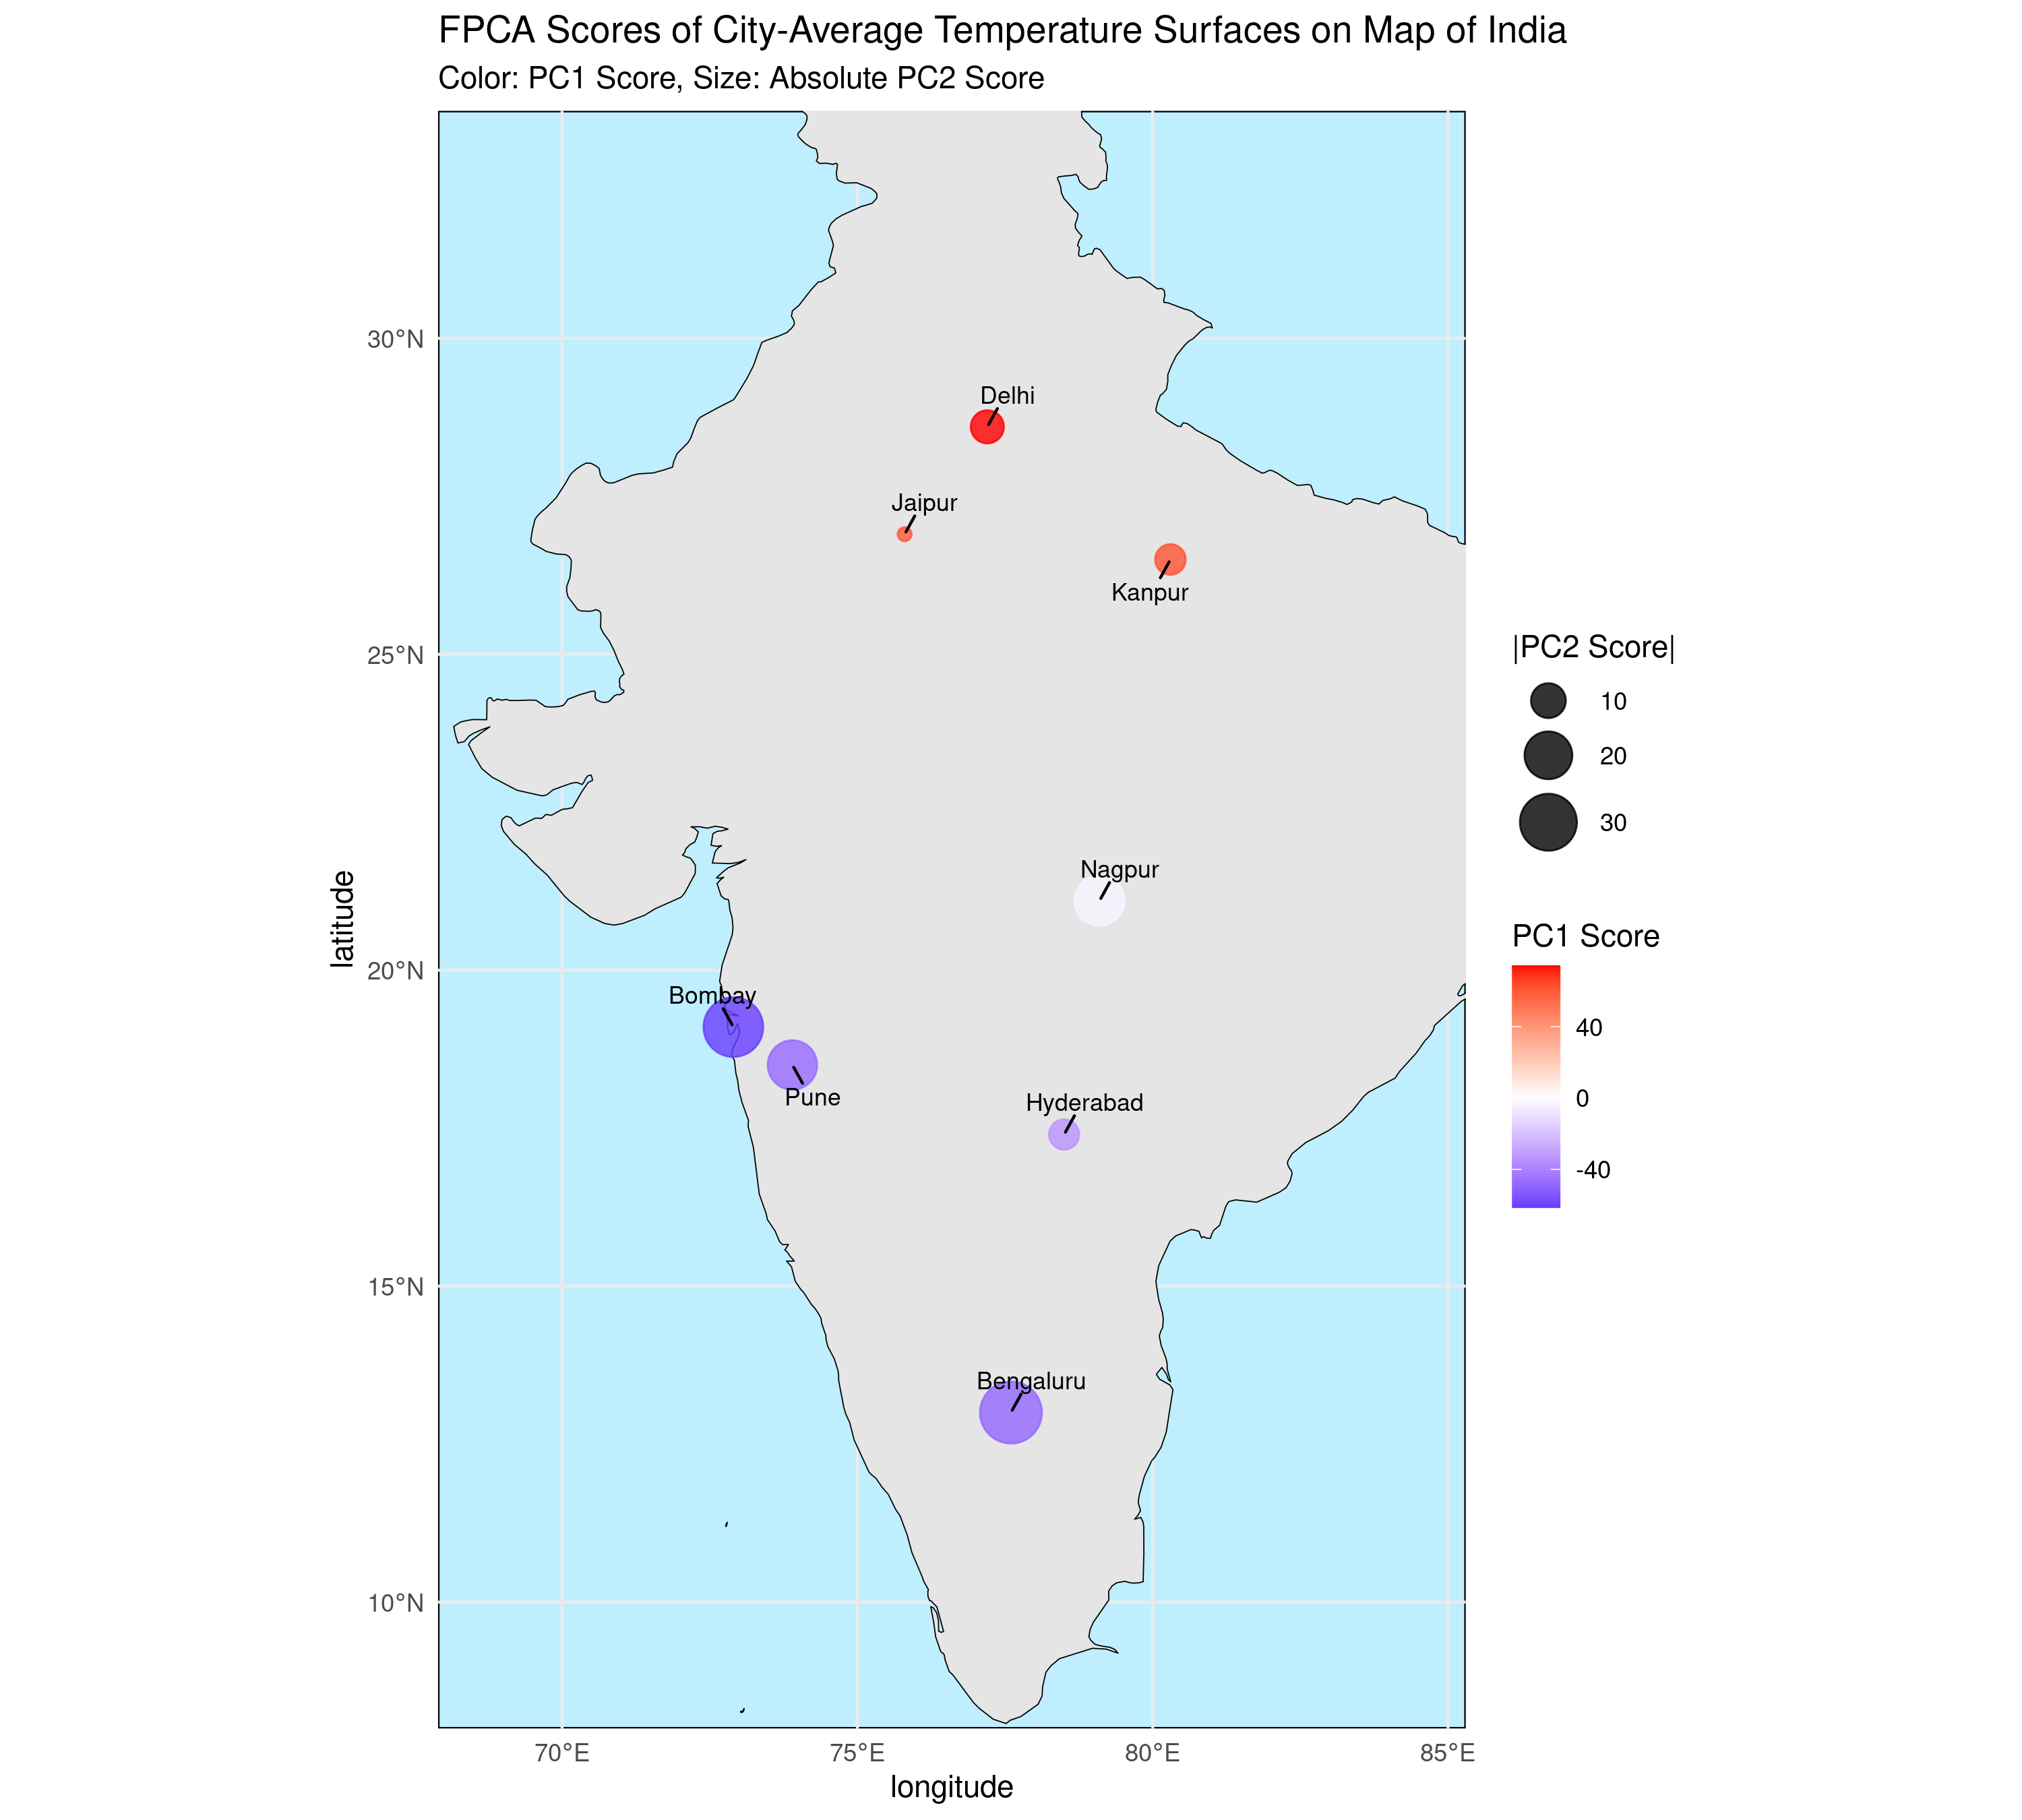 FPCA Scores of City-Average Temperature Surfaces on Map of India
Color: PC1 Score, Size: Absolute PC2 Score
30°N
25°N
20°N
15°N
10°N
latitude
Delhi
Jaipur
Kanpur
Nagpur
Bombay
Pune
Hyderabad
Bengaluru
70°E
75°E
80°E
85°E
longitude
|PC2 Score|
10
20
30
PC1 Score
40
0
-40